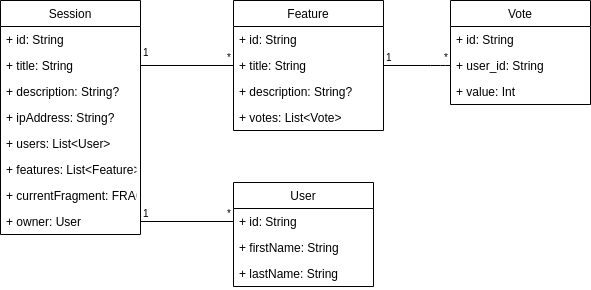 Session
+ id: String
+ title: String
+ description: String?
+ ipAddress: String?
+ users: List<User>
+ features: List<Feature>
+ currentFragment:
+ owner: User
1
*
1
*
Feature
+ id: String
+ title: String
+ description: String?
+ votes: List<Vote>
1
*
Vote
+ id: String
+ user_id: String
+ value: Int
User
+ id: String
+ firstName: String
+ lastName: String